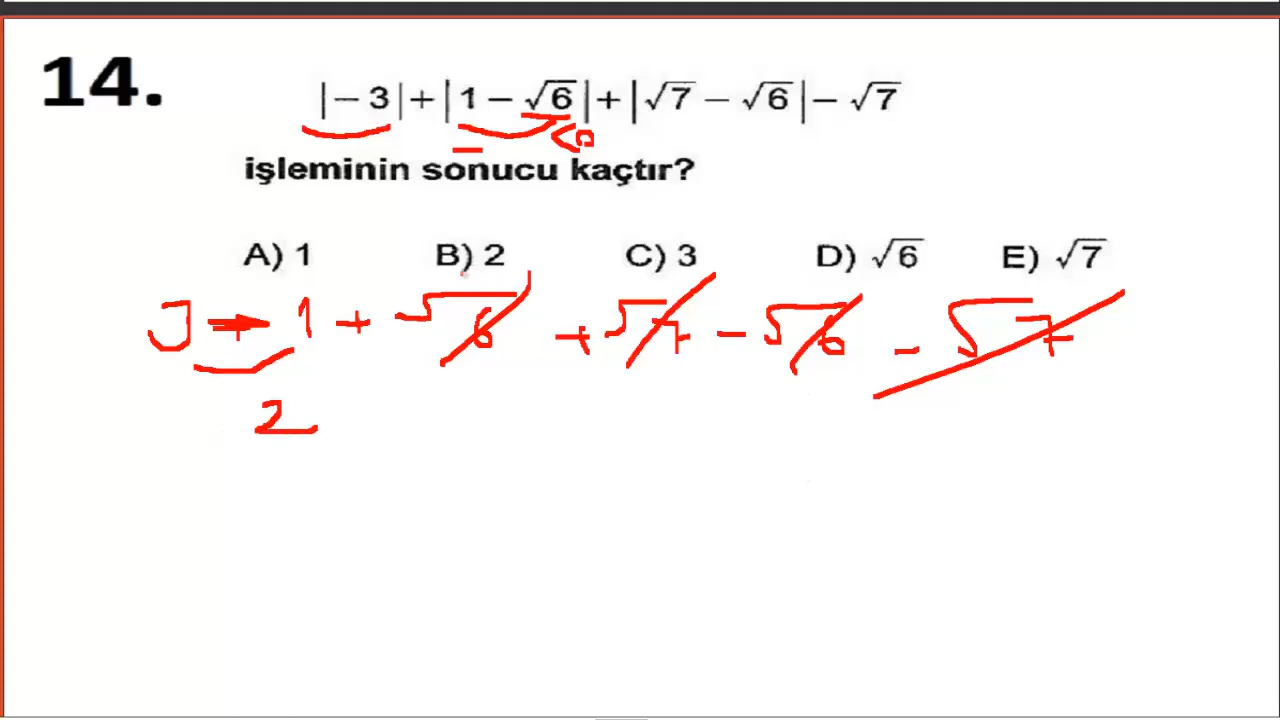 14.
|− 3| + |1 − √6| + |√7 − √6| − √7
<0
işleminin sonucu kaçtır?
A) 1 B) 2 C) 3 D) √6 E) √7
3 − 1 + √6 + √7 − √6 − √7
2